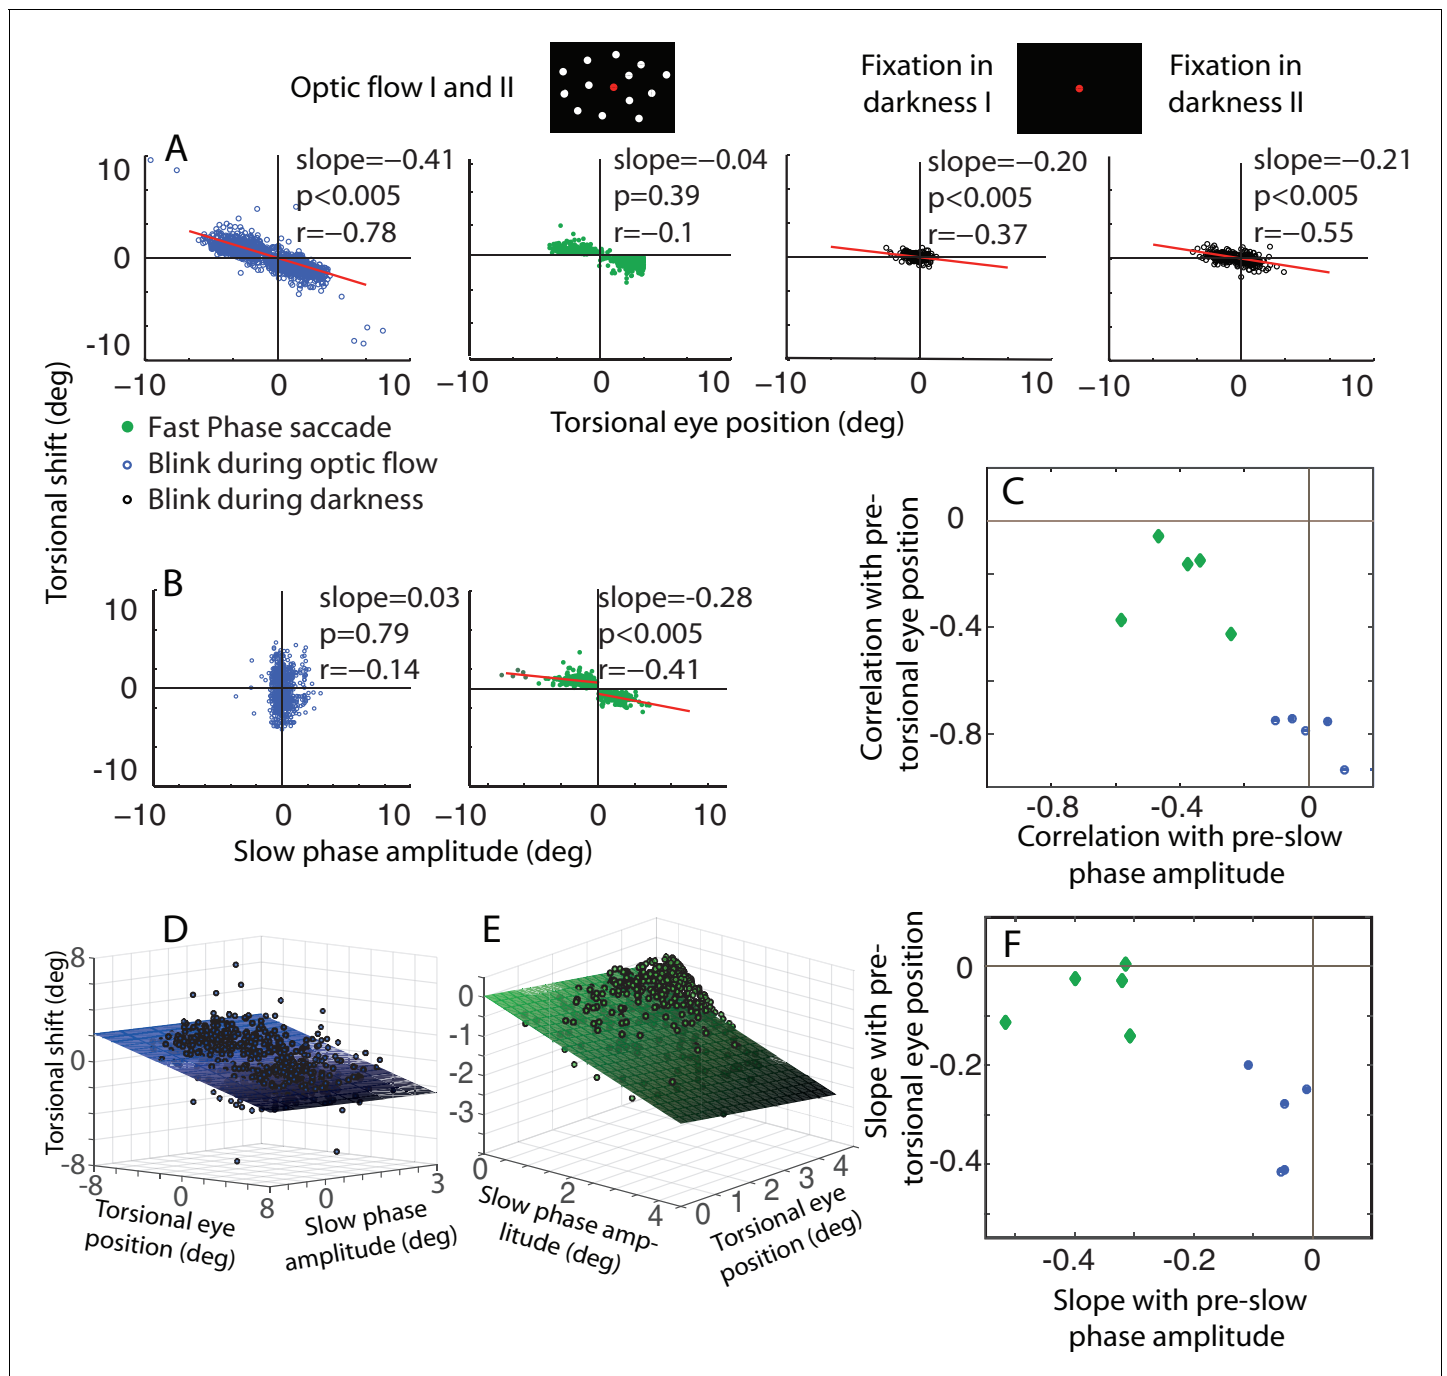 Optic flow I and II
Fixation in
darkness I
Fixation in
darkness II
A
slope=−0.41
p<0.005
r=−0.78
slope=−0.04
p=0.39
r=−0.1
slope=−0.20
p<0.005
r=−0.37
slope=−0.21
p<0.005
r=−0.55
10
0
-10
−10 0 10
−10 0 10
−10 0 10
−10 0 10
Torsional shift (deg)
Torsional eye position (deg)
Fast Phase saccade
Blink during optic flow
Blink during darkness
B
slope=0.03
p=0.79
r=−0.14
slope=-0.28
p<0.005
r=−0.41
10
0
-10
−10 0 10
−10 0 10
Slow phase amplitude (deg)
C
Correlation with pre-
torsional eye position
0
-0.4
-0.8
-0.8 -0.4 0
Correlation with pre-slow
phase amplitude
D
Torsional shift (deg)
8
0
-8
-8 0 8
0 3
Torsional eye
position (deg)
Slow phase
amplitude (deg)
E
0
-1
-2
-3
0 2 4
0 1 2 3 4
Slow phase amp-
litude (deg)
Torsional eye
position (deg)
F
Slope with pre-
torsional eye position
0
-0.2
-0.4
-0.4 -0.2 0
Slope with pre-slow
phase amplitude